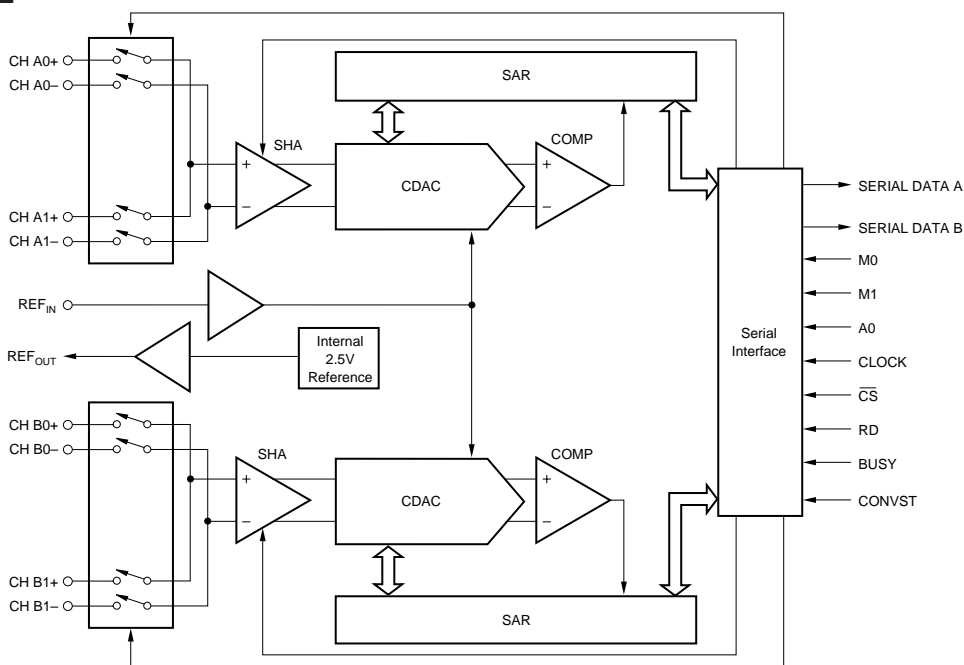 CH A0+
CH A0–
CH A1+
CH A1–
SAR
SHA
COMP
+
–
CDAC
+
–
REFIN
REFOUT
Internal
2.5V
Reference
SERIAL DATA A
SERIAL DATA B
M0
M1
A0
CLOCK
CS
RD
BUSY
CONVST
Serial
Interface
CH B0+
CH B0–
CH B1+
CH B1–
SHA
COMP
+
–
CDAC
+
–
SAR